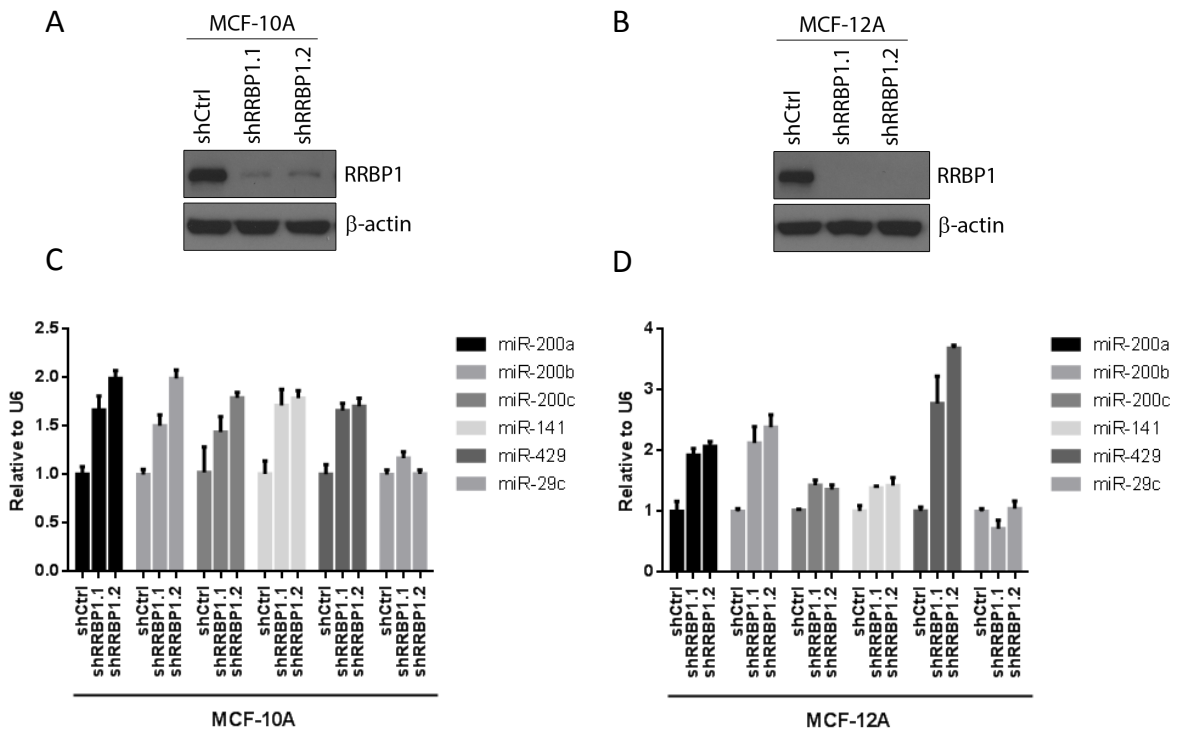 A
MCF-10A
shCtrl
shRRBP1.1
shRRBP1.2
RRBP1
β-actin
B
MCF-12A
shCtrl
shRRBP1.1
shRRBP1.2
RRBP1
β-actin
C
Relative to U6
2.5
2.0
1.5
1.0
0.5
0.0
shCtrl
shRRBP1.1
shRRBP1.2
shCtrl
shRRBP1.1
shRRBP1.2
shCtrl
shRRBP1.1
shRRBP1.2
shCtrl
shRRBP1.1
shRRBP1.2
shCtrl
shRRBP1.1
shRRBP1.2
shCtrl
shRRBP1.1
shRRBP1.2
MCF-10A
miR-200a
miR-200b
miR-200c
miR-141
miR-429
miR-29c
D
Relative to U6
4
3
2
1
0
shCtrl
shRRBP1.1
shRRBP1.2
shCtrl
shRRBP1.1
shRRBP1.2
shCtrl
shRRBP1.1
shRRBP1.2
shCtrl
shRRBP1.1
shRRBP1.2
shCtrl
shRRBP1.1
shRRBP1.2
shCtrl
shRRBP1.1
shRRBP1.2
MCF-12A
miR-200a
miR-200b
miR-200c
miR-141
miR-429
miR-29c